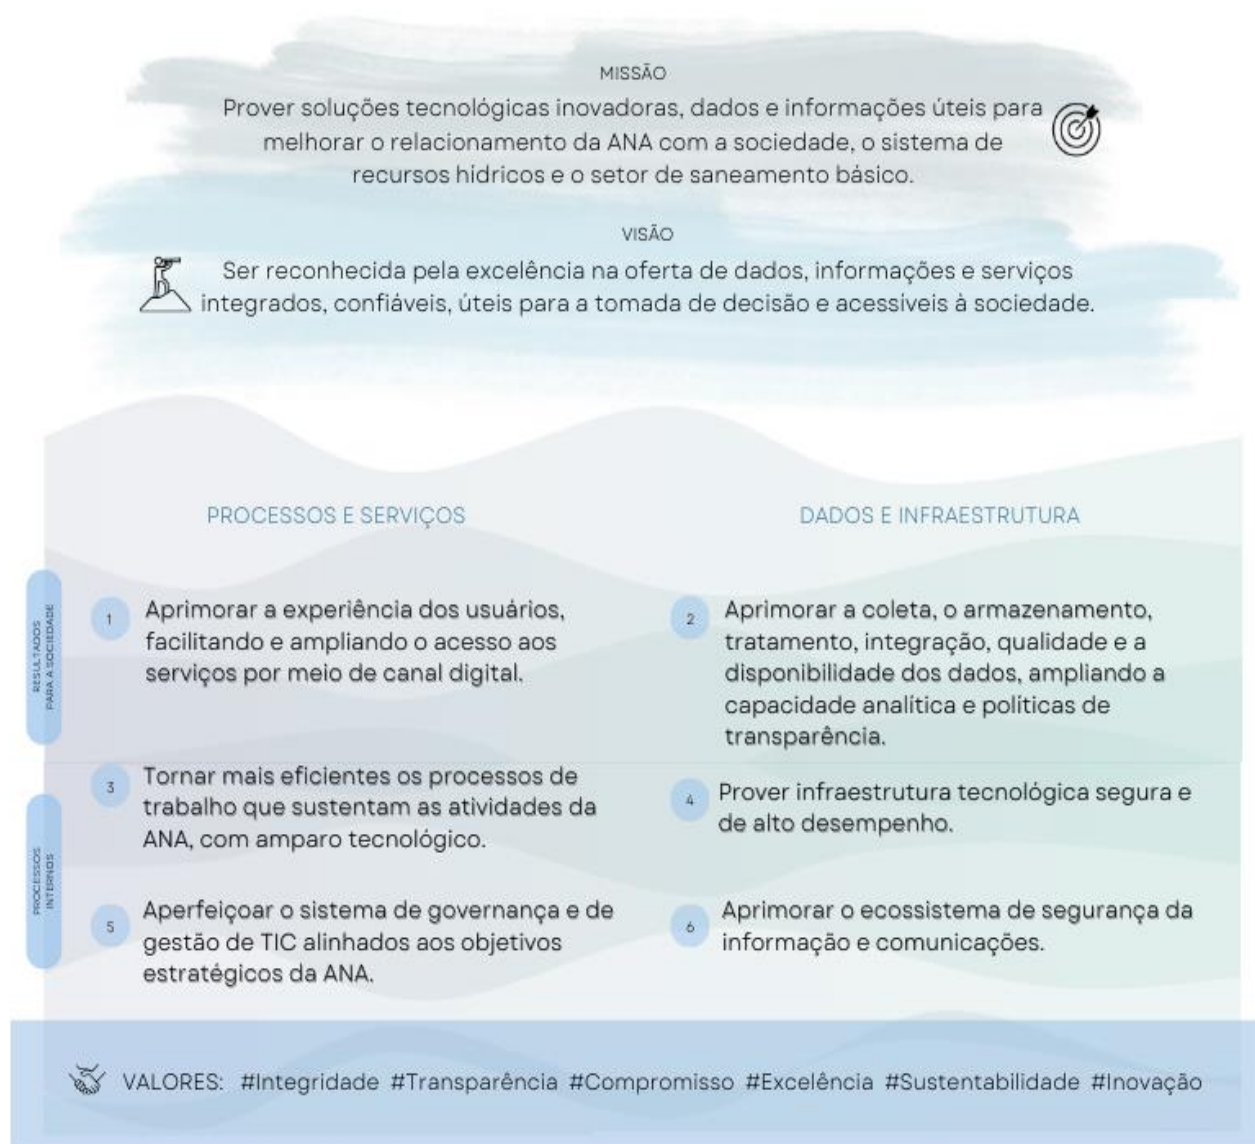 MISSÃO
Prover soluções tecnológicas inovadoras, dados e informações úteis para
melhorar o relacionamento da ANA com a sociedade, o sistema de
recursos hídricos e o setor de saneamento básico.
VISÃO
Ser reconhecida pela excelência na oferta de dados, informações e serviços
integrados, confiáveis, úteis para a tomada de decisão e acessíveis à sociedade.
PROCESSOS E SERVIÇOS
DADOS E INFRAESTRUTURA
RESULTADOS
PARA A SOCIEDADE
1
Aprimorar a experiência dos usuários,
facilitando e ampliando o acesso aos
serviços por meio de canal digital.
2
Aprimorar a coleta, o armazenamento,
tratamento, integração, qualidade e a
disponibilidade dos dados, ampliando a
capacidade analítica e políticas de
transparência.
PROCESSOS
INTERNOS
3
Tornar mais eficientes os processos de
trabalho que sustentam as atividades da
ANA, com amparo tecnológico.
4
Prover infraestrutura tecnológica segura e
de alto desempenho.
5
Aperfeiçoar o sistema de governança e de
gestão de TIC alinhados aos objetivos
estratégicos da ANA.
6
Aprimorar o ecossistema de segurança da
informação e comunicações.
VALORES: #Integridade #Transparência #Compromisso #Excelência #Sustentabilidade #Inovação